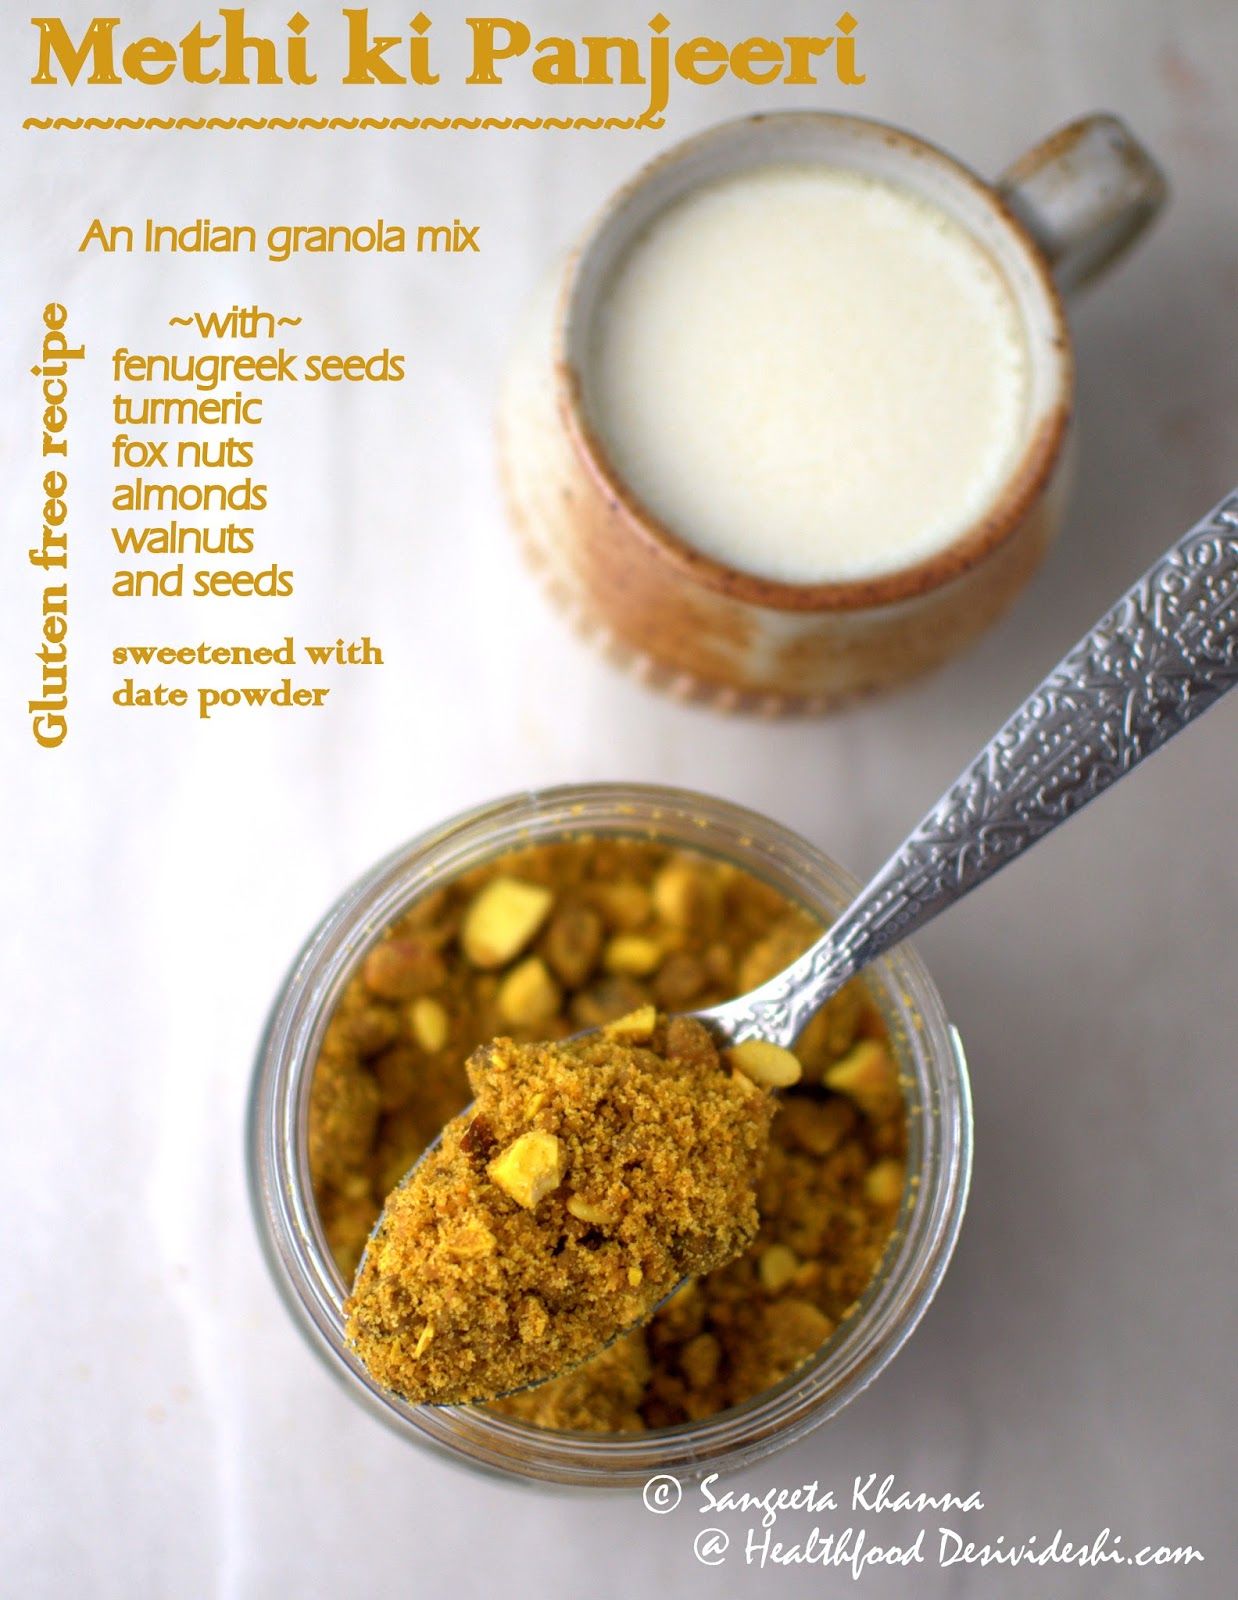 Methi ki Panjeeri
~~~~~~~~~~~~~~~~~~~~~
An Indian granola mix
~with~
fenugreek seeds
turmeric
fox nuts
almonds
walnuts
and seeds
sweetened with
date powder
Gluten free recipe
© Sangeeta Khanna
@ Healthfood Desivideshi.com